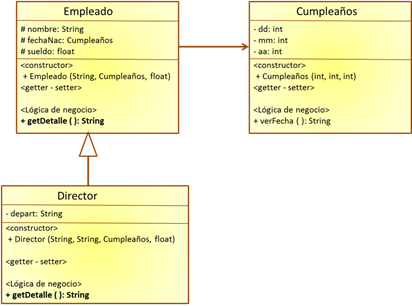 Empleado
# nombre: String
# fechaNac: Cumpleaños
# sueldo: float
<constructor>
+ Empleado (String, Cumpleaños, float)
<getter - setter>
<Lógica de negocio>
+ getDetalle ( ): String
Cumpleaños
- dd: int
- mm: int
- aa: int
<constructor>
+ Cumpleaños (int, int, int)
<getter - setter>
<Lógica de negocio>
+ verFecha ( ): String
Director
- depart: String
<constructor>
+ Director (String, String, Cumpleaños, float)
<getter - setter>
<Lógica de negocio>
+ getDetalle ( ): String